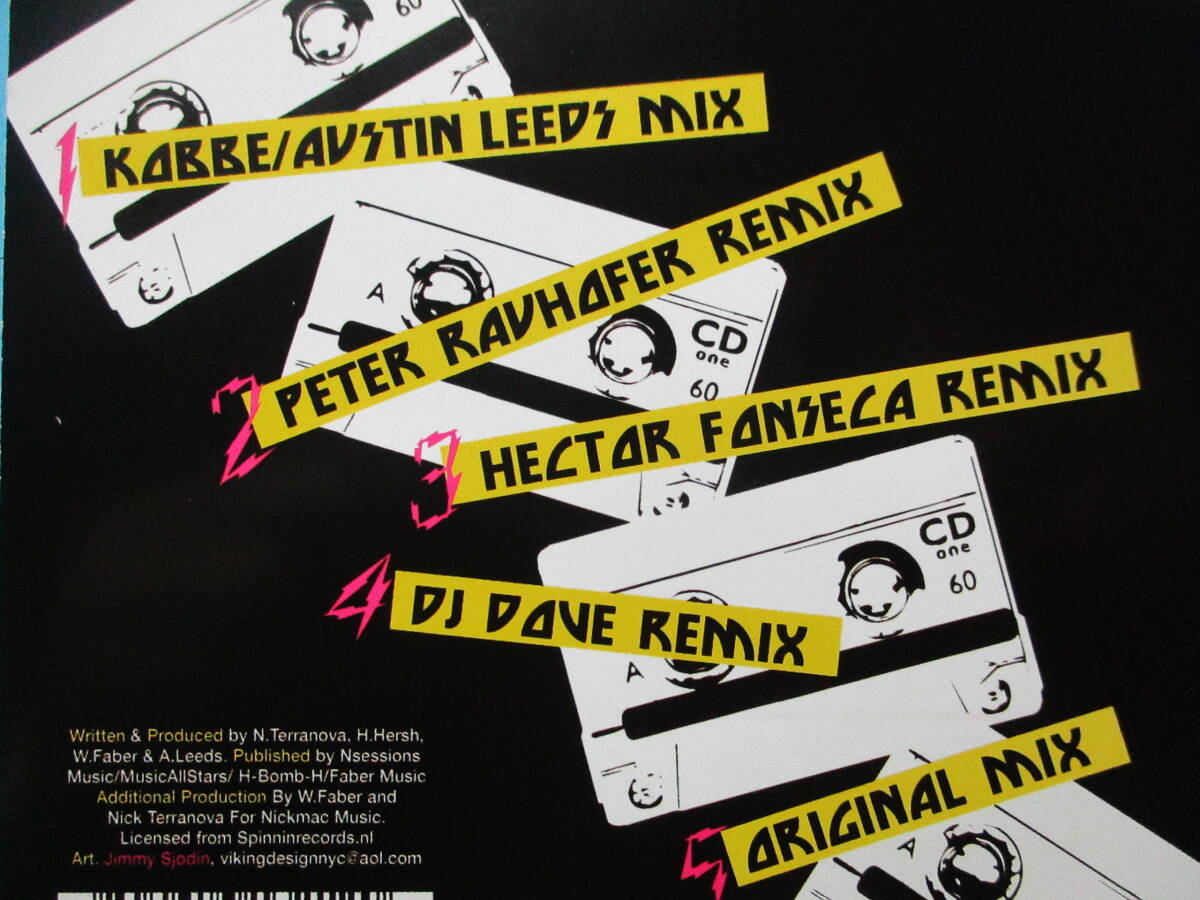 60
1 KOBBE/AUSTIN LEEDS MIX
A
CD
one
60
2 PETER RAUHOFER REMIX
3 HECTOR FONSECA REMIX
CD
one
60
4 DJ DAVE REMIX
A
Written & Produced by N.Terranova, H.Hersh,
W.Faber & A.Leeds. Published by Nsessions
Music/MusicAllStars/ H-Bomb-H/Faber Music
Additional Production By W.Faber and
Nick Terranova For Nickmac Music.
Licensed from Spinninrecords.nl
Art. Jimmy Sjodin, vikingdesignnyc@aol.com
5 ORIGINAL MIX
A